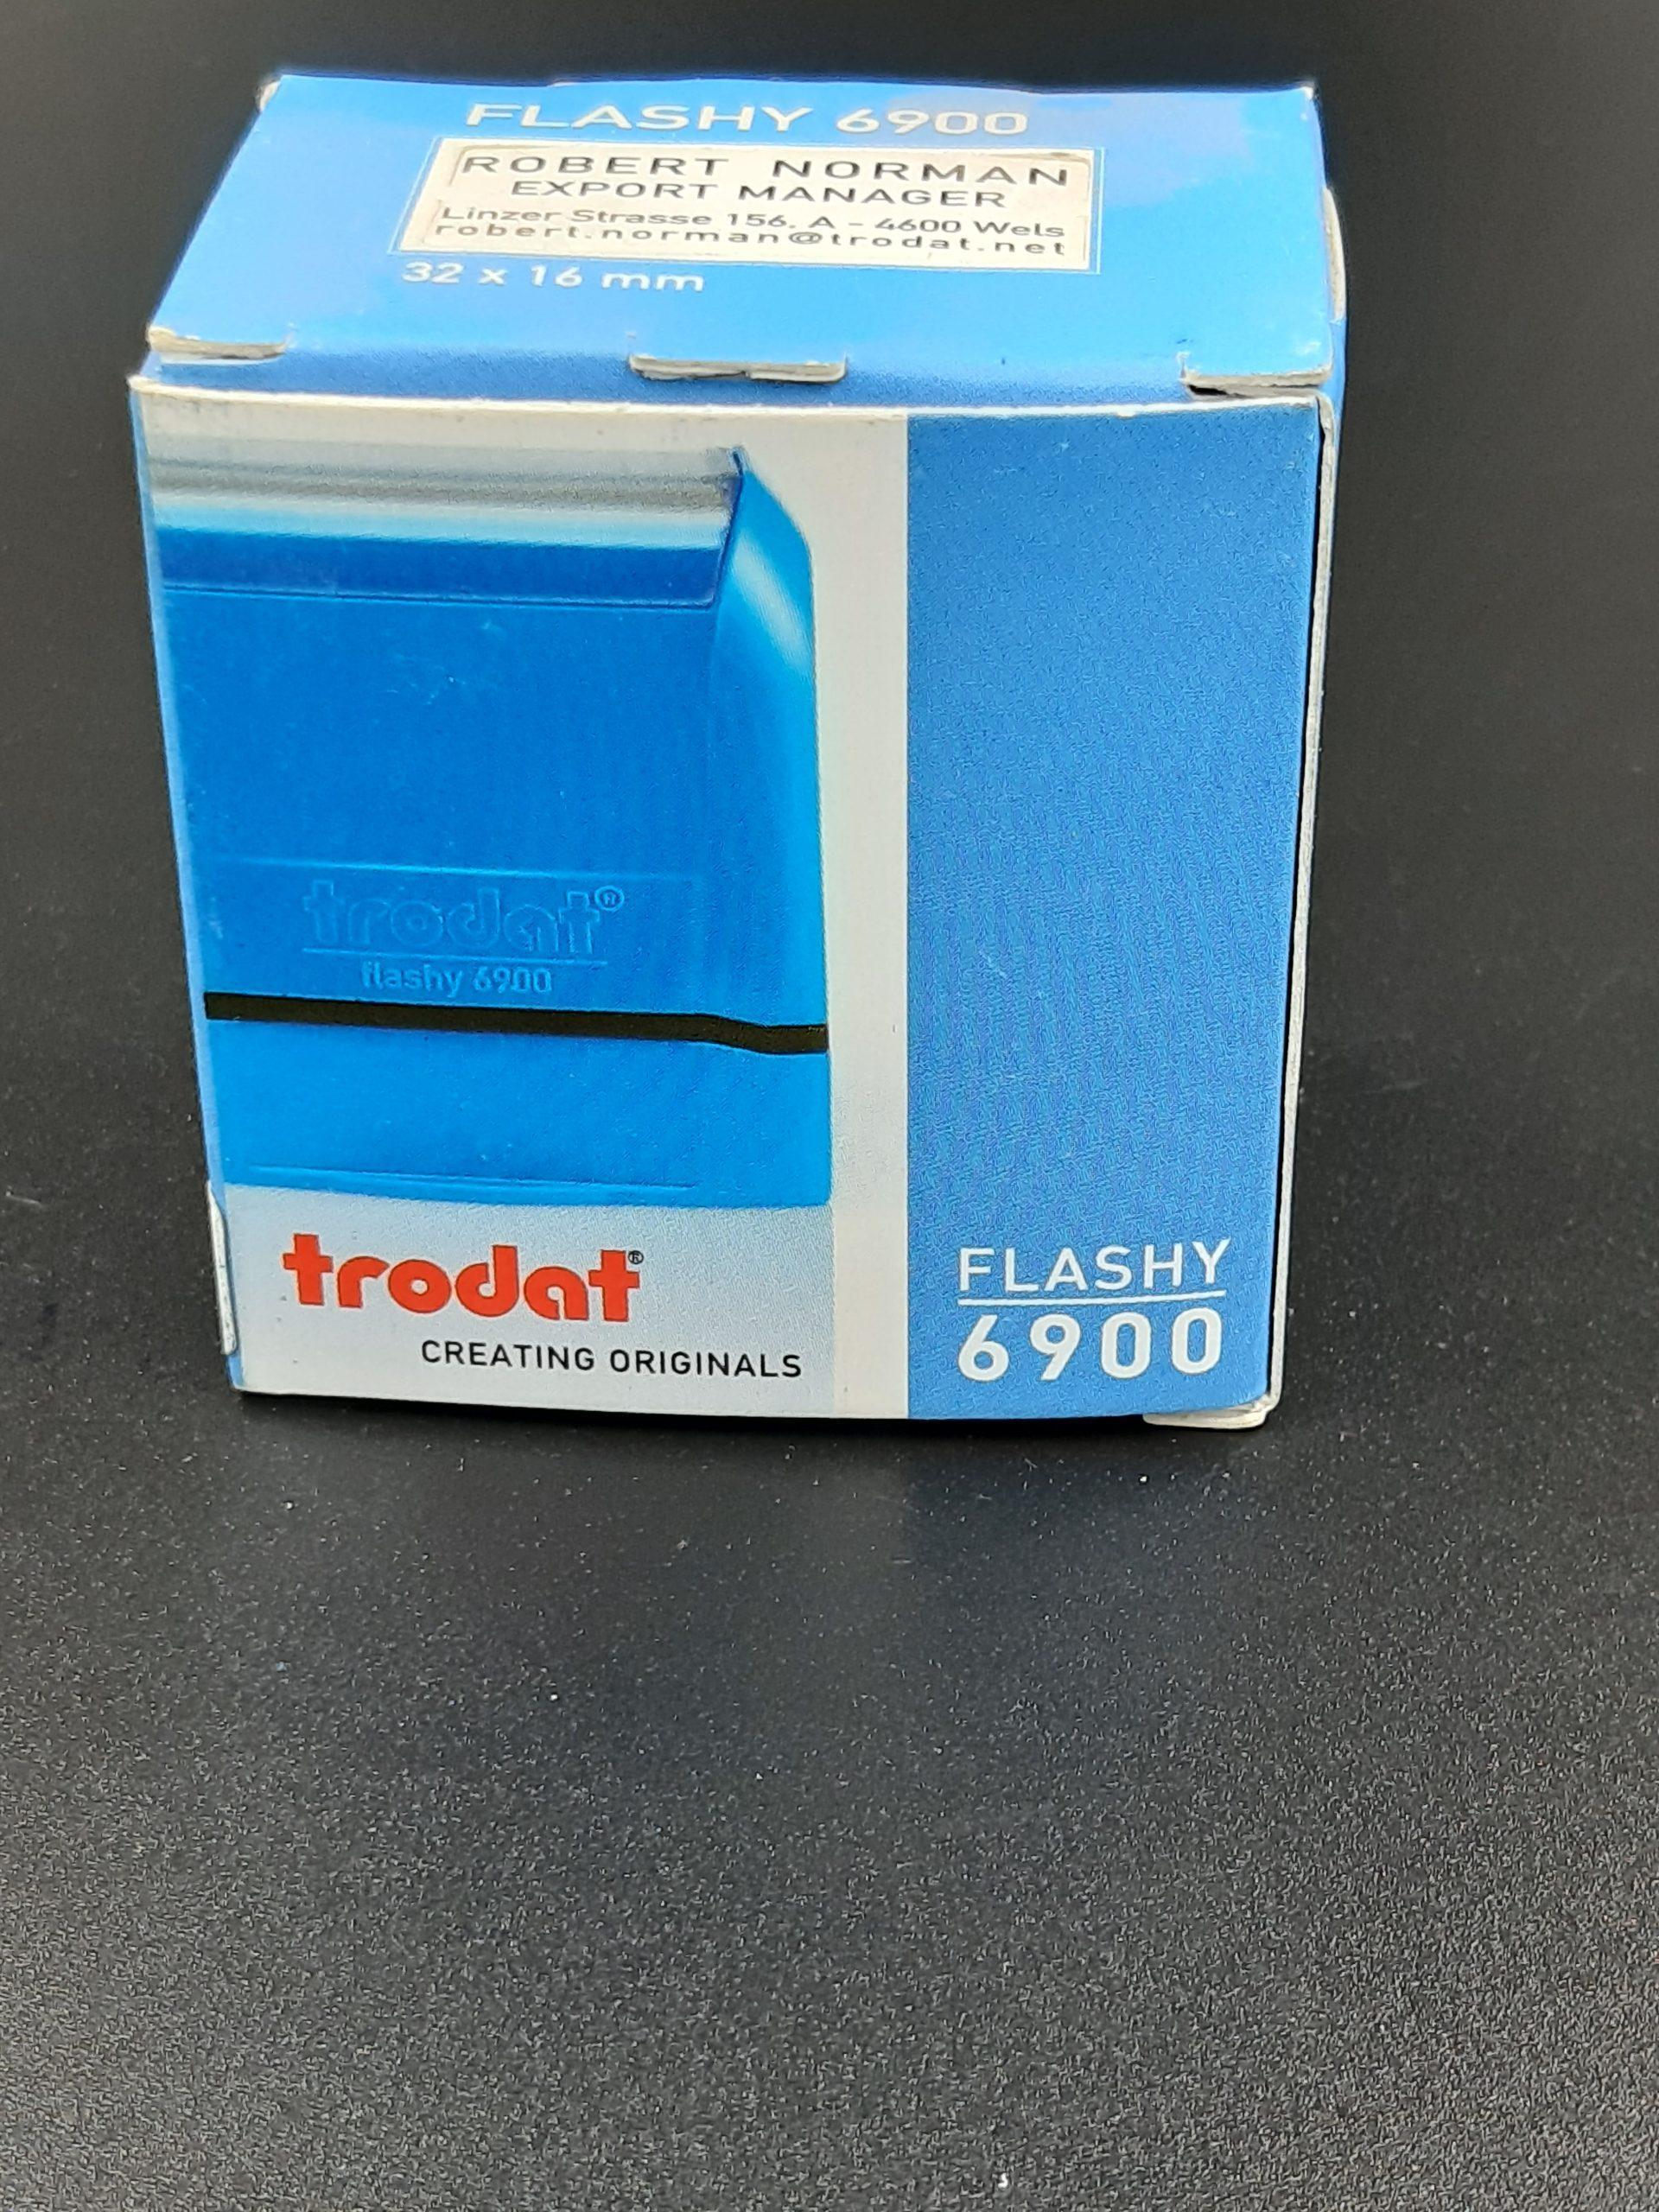 FLASHY 6900
ROBERT NORMAN
EXPORT MANAGER
Linzer Strasse 156, A - 4600 Wels
robert.norman@trodat.net
32 x 16 mm
trodat®
flashy 6900
trodat®
CREATING ORIGINALS
FLASHY
6900